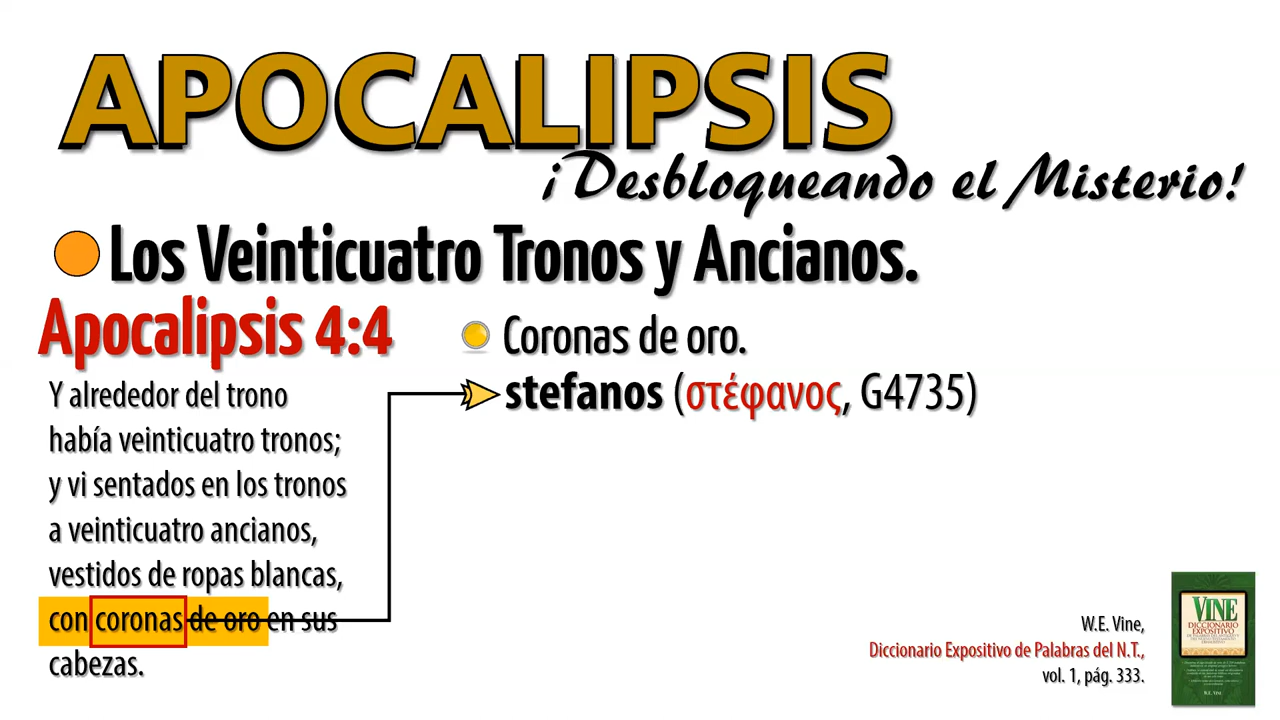 APOCALIPSIS
¡Desbloqueando el Misterio!
Los Veinticuatro Tronos y Ancianos.
Apocalipsis 4:4
Y alrededor del trono
había veinticuatro tronos;
y vi sentados en los tronos
a veinticuatro ancianos,
vestidos de ropas blancas,
con coronas de oro en sus
cabezas.
Coronas de oro.
stefanos (στέφανος, G4735)
W.E. Vine,
Diccionario Expositivo de Palabras del N.T.,
vol. 1, pág. 333.
VINE
DICCIONARIO
EXPOSITIVO
W.E. VINE